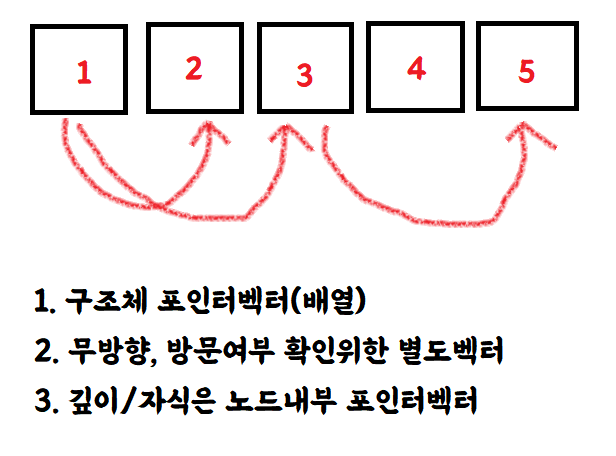 1 2 3 4 5
1. 구조체 포인터벡터(배열)
2. 무방향, 방문여부 확인위한 별도벡터
3. 깊이/자식은 노드내부 포인터벡터